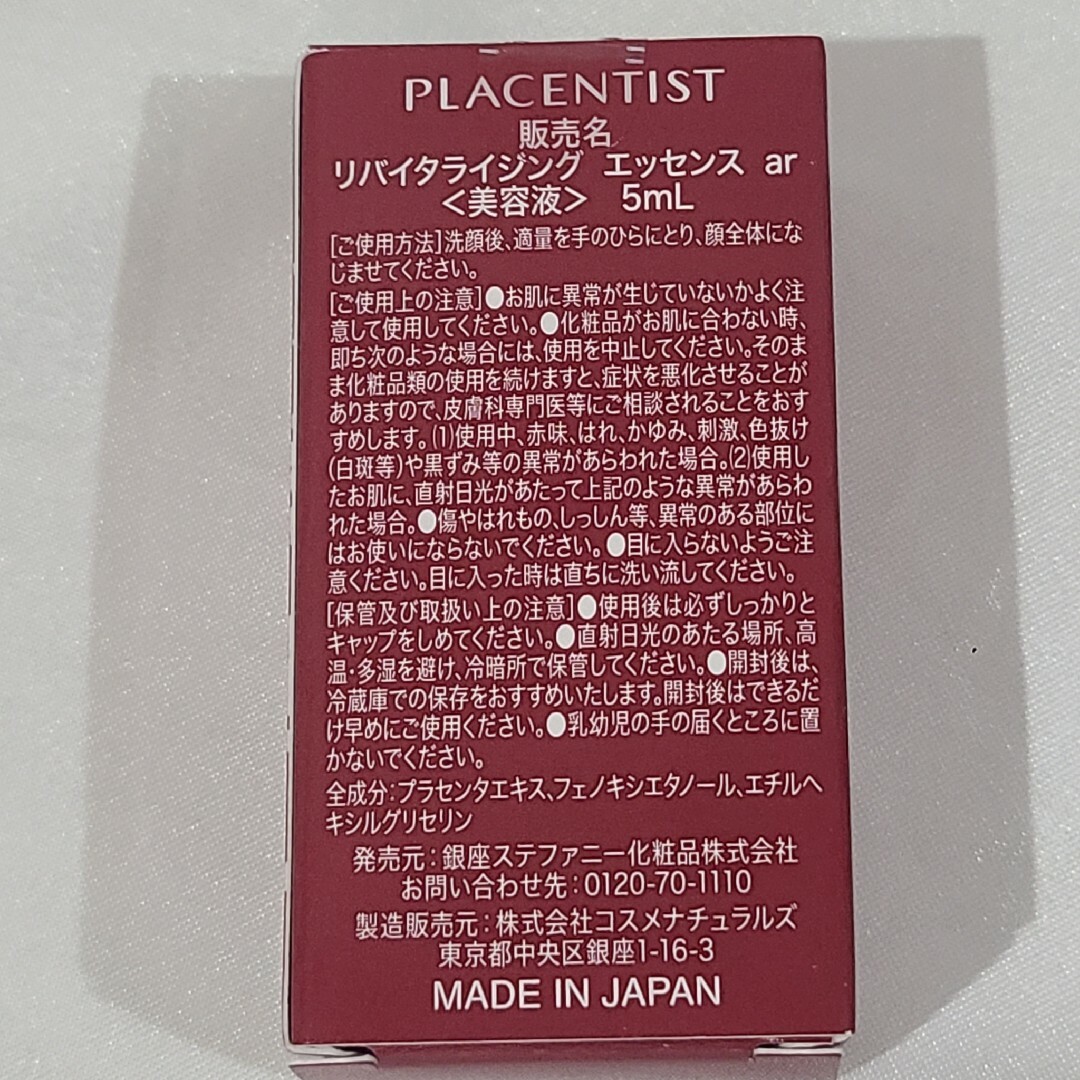 PLACENTIST
販売名
リバイタライジング エッセンス ar
<美容液> 5mL
[ご使用方法]洗顔後、適量を手のひらにとり、顔全体にな
じませてください。
[ご使用上の注意]●お肌に異常が生じていないかよく注
意して使用してください。●化粧品がお肌に合わない時、
即ち次のような場合には、使用を中止してください。そのま
ま化粧品類の使用を続けますと、症状を悪化させることが
ありますので、皮膚科専門医等にご相談されることをおす
すめします。(1)使用中、赤味、はれ、かゆみ、刺激、色抜け
(白斑等)や黒ずみ等の異常があらわれた場合。(2)使用し
たお肌に、直射日光があたって上記のような異常があらわ
れた場合。●傷やはれもの、しっしん等、異常のある部位に
はお使いにならないでください。●目に入らないようご注
意ください。目に入った時は直ちに洗い流してください。
[保管及び取扱い上の注意]●使用後は必ずしっかりと
キャップをしめてください。●直射日光のあたる場所、高
温・多湿を避け、冷暗所で保管してください。●開封後は、
冷蔵庫での保存をおすすめいたします。開封後はできるだ
け早めにご使用ください。●乳幼児の手の届くところに置
かないでください。
全成分:プラセンタエキス、フェノキシエタノール、エチルヘ
キシルグリセリン
発売元:銀座ステファニー化粧品株式会社
お問い合わせ先:0120-70-1110
製造販売元:株式会社コスメナチュラルズ
東京都中央区銀座1-16-3
MADE IN JAPAN